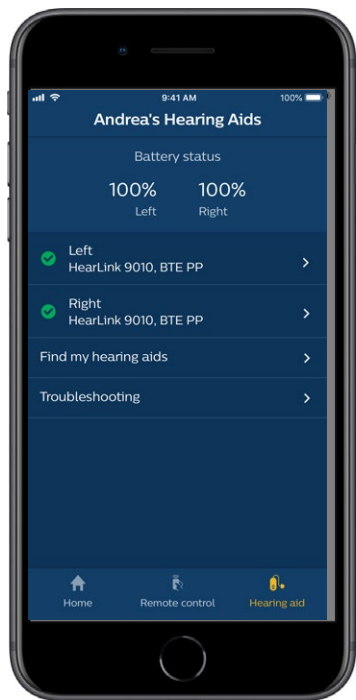 9:41 AM 100%
Andrea's Hearing Aids
Battery status
100% 100%
Left Right
Left
HearLink 9010, BTE PP
Right
HearLink 9010, BTE PP
Find my hearing aids
Troubleshooting
Home Remote control Hearing aid